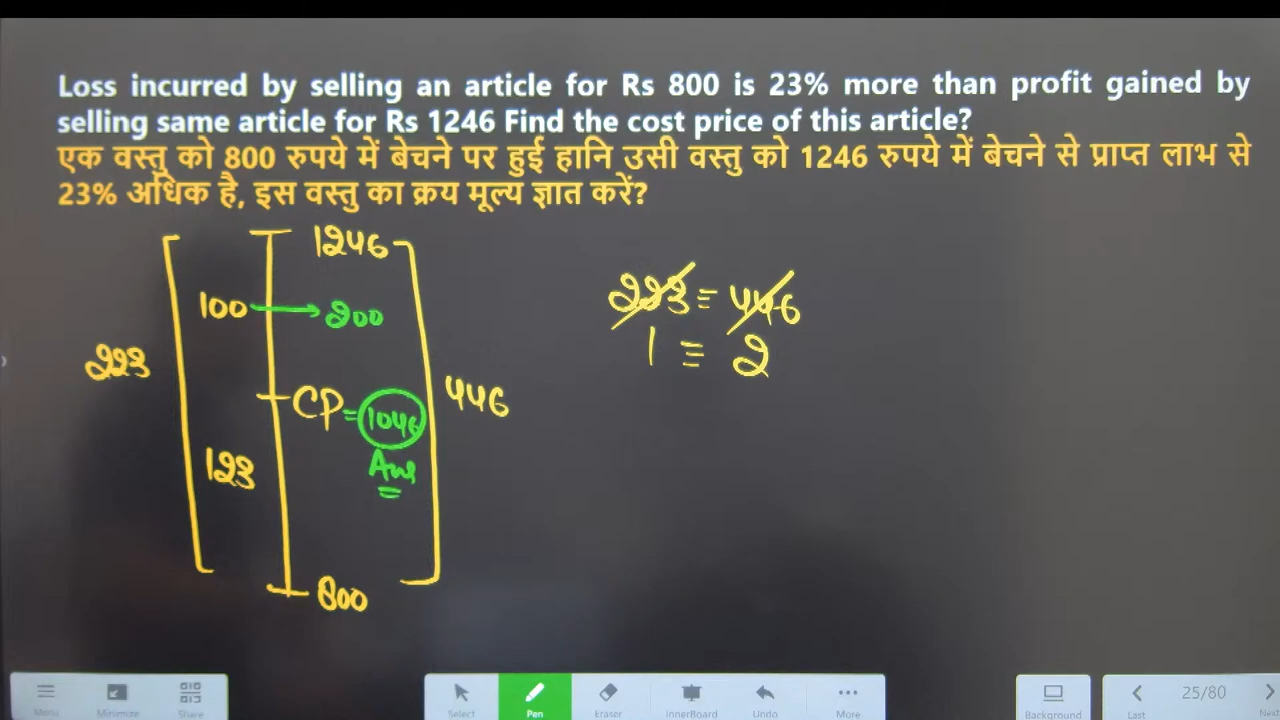 Loss incurred by selling an article for Rs 800 is 23% more than profit gained by
selling same article for Rs 1246 Find the cost price of this article?
एक वस्तु को 800 रुपये में बेचने पर हुई हानि उसी वस्तु को 1246 रुपये में बेचने से प्राप्त लाभ से
23% अधिक है, इस वस्तु का क्रय मूल्य ज्ञात करें?
1246
100 → 200
223
CP = 1046
Ans
446
123
800
223 ≡ 446
1 ≡ 2
Menu Minimize Share Select Pen Eraser InnerBoard Undo More Background Last 25/80 Next